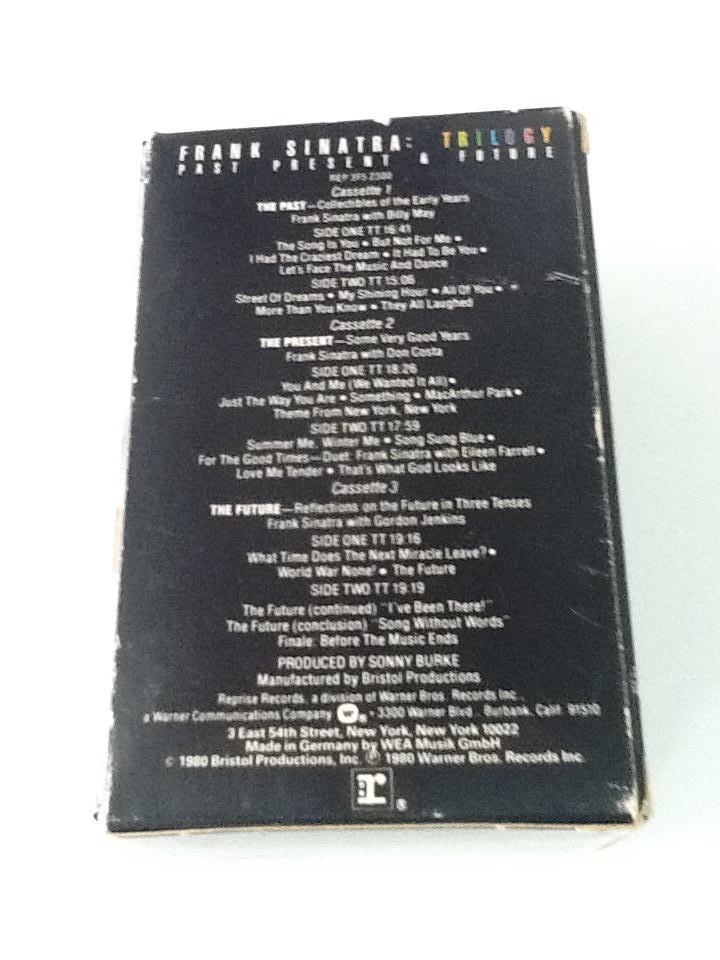 FRANK SINATRA: TRILOGY
PAST PRESENT & FUTURE
Cassette 1
THE PAST—Collectibles of the Early Years
Frank Sinatra with Billy May
SIDE ONE TT 16:41
The Song Is You • But Not For Me •
I Had The Craziest Dream • It Had To Be You •
Let's Face The Music And Dance
SIDE TWO TT 15:06
Street Of Dreams • My Shining Hour • All Of You •
More Than You Know • They All Laughed
Cassette 2
THE PRESENT—Some Very Good Years
Frank Sinatra with Don Costa
SIDE ONE TT 18:26
You And Me (We Wanted It All) •
Just The Way You Are • Something • MacArthur Park •
Theme From New York, New York
SIDE TWO TT 17:59
Summer Me, Winter Me • Song Sung Blue •
For The Good Times—Duet: Frank Sinatra with Eileen Farrell •
Love Me Tender • That's What God Looks Like
Cassette 3
THE FUTURE—Reflections on the Future in Three Tenses
Frank Sinatra with Gordon Jenkins
SIDE ONE TT 19:16
What Time Does The Next Miracle Leave? •
World War None! • The Future
SIDE TWO TT 19:19
The Future (continued) "I've Been There!"
The Future (conclusion) "Song Without Words"
Finale: Before The Music Ends
PRODUCED BY SONNY BURKE
Manufactured by Bristol Productions
Reprise Records, a division of Warner Bros. Records Inc.,
a Warner Communications Company ® • 3300 Warner Blvd., Burbank, Calif. 91510
3 East 54th Street, New York, New York 10022
Made in Germany by WEA Musik GmbH
© 1980 Bristol Productions, Inc. ℗ 1980 Warner Bros. Records Inc.
:r ®